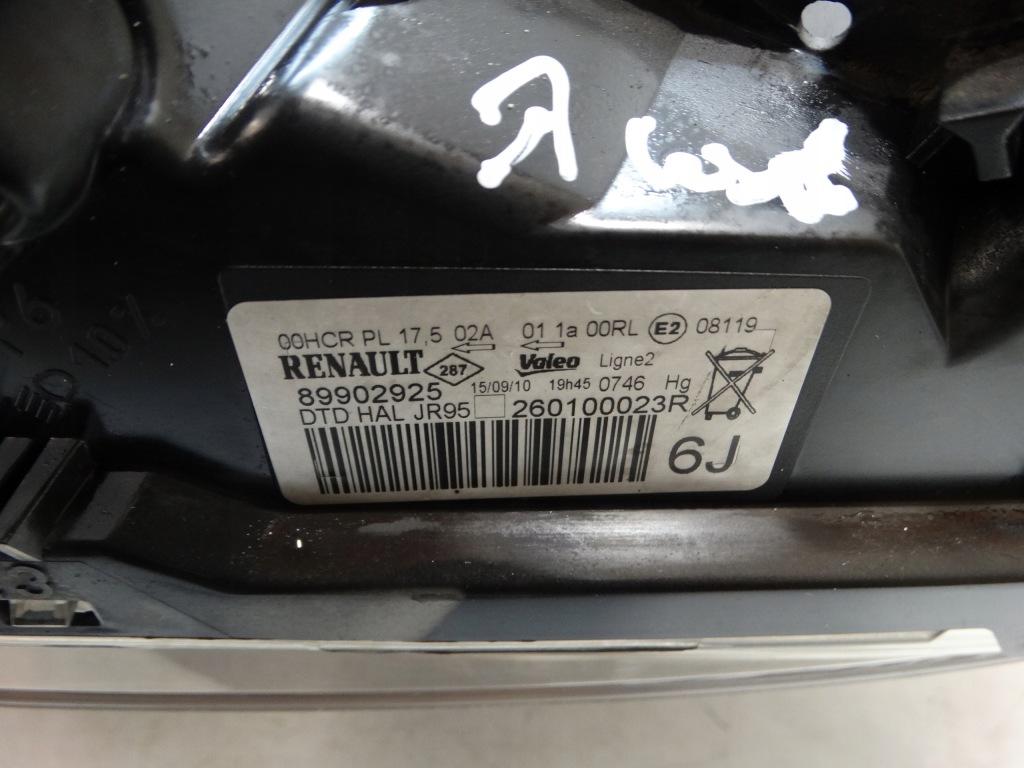 00HCR PL 17,5 02A 01 1a 00RL E2 08119
RENAULT 287 Valeo Ligne2
89902925 15/09/10 19h45 0746 Hg
DTD HAL JR95 260100023R
6J
10%